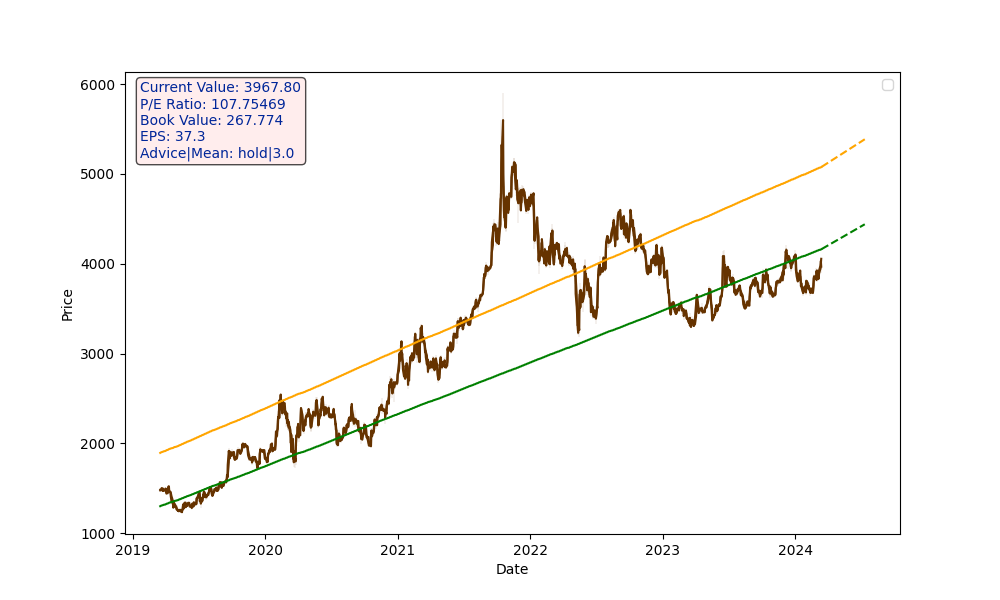 Current Value: 3967.80
P/E Ratio: 107.75469
Book Value: 267.774
EPS: 37.3
Advice|Mean: hold|3.0
6000
5000
4000
3000
2000
1000
Price
2019
2020
2021
2022
2023
2024
Date